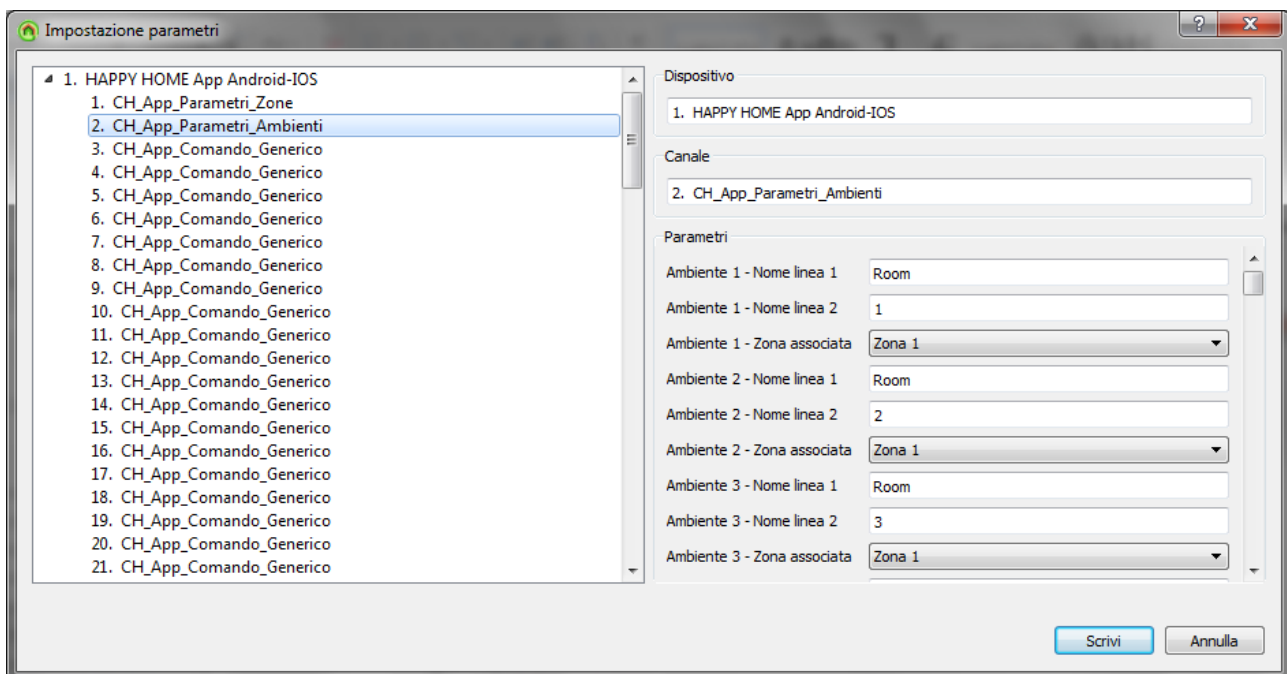 Impostazione parametri
1. HAPPY HOME App Android-IOS
1. CH_App_Parametri_Zone
2. CH_App_Parametri_Ambienti
3. CH_App_Comando_Generico
4. CH_App_Comando_Generico
5. CH_App_Comando_Generico
6. CH_App_Comando_Generico
7. CH_App_Comando_Generico
8. CH_App_Comando_Generico
9. CH_App_Comando_Generico
10. CH_App_Comando_Generico
11. CH_App_Comando_Generico
12. CH_App_Comando_Generico
13. CH_App_Comando_Generico
14. CH_App_Comando_Generico
15. CH_App_Comando_Generico
16. CH_App_Comando_Generico
17. CH_App_Comando_Generico
18. CH_App_Comando_Generico
19. CH_App_Comando_Generico
20. CH_App_Comando_Generico
21. CH_App_Comando_Generico
Dispositivo
1. HAPPY HOME App Android-IOS
Canale
2. CH_App_Parametri_Ambienti
Parametri
Ambiente 1 - Nome linea 1 Room
Ambiente 1 - Nome linea 2 1
Ambiente 1 - Zona associata Zona 1
Ambiente 2 - Nome linea 1 Room
Ambiente 2 - Nome linea 2 2
Ambiente 2 - Zona associata Zona 1
Ambiente 3 - Nome linea 1 Room
Ambiente 3 - Nome linea 2 3
Ambiente 3 - Zona associata Zona 1
Scrivi Annulla